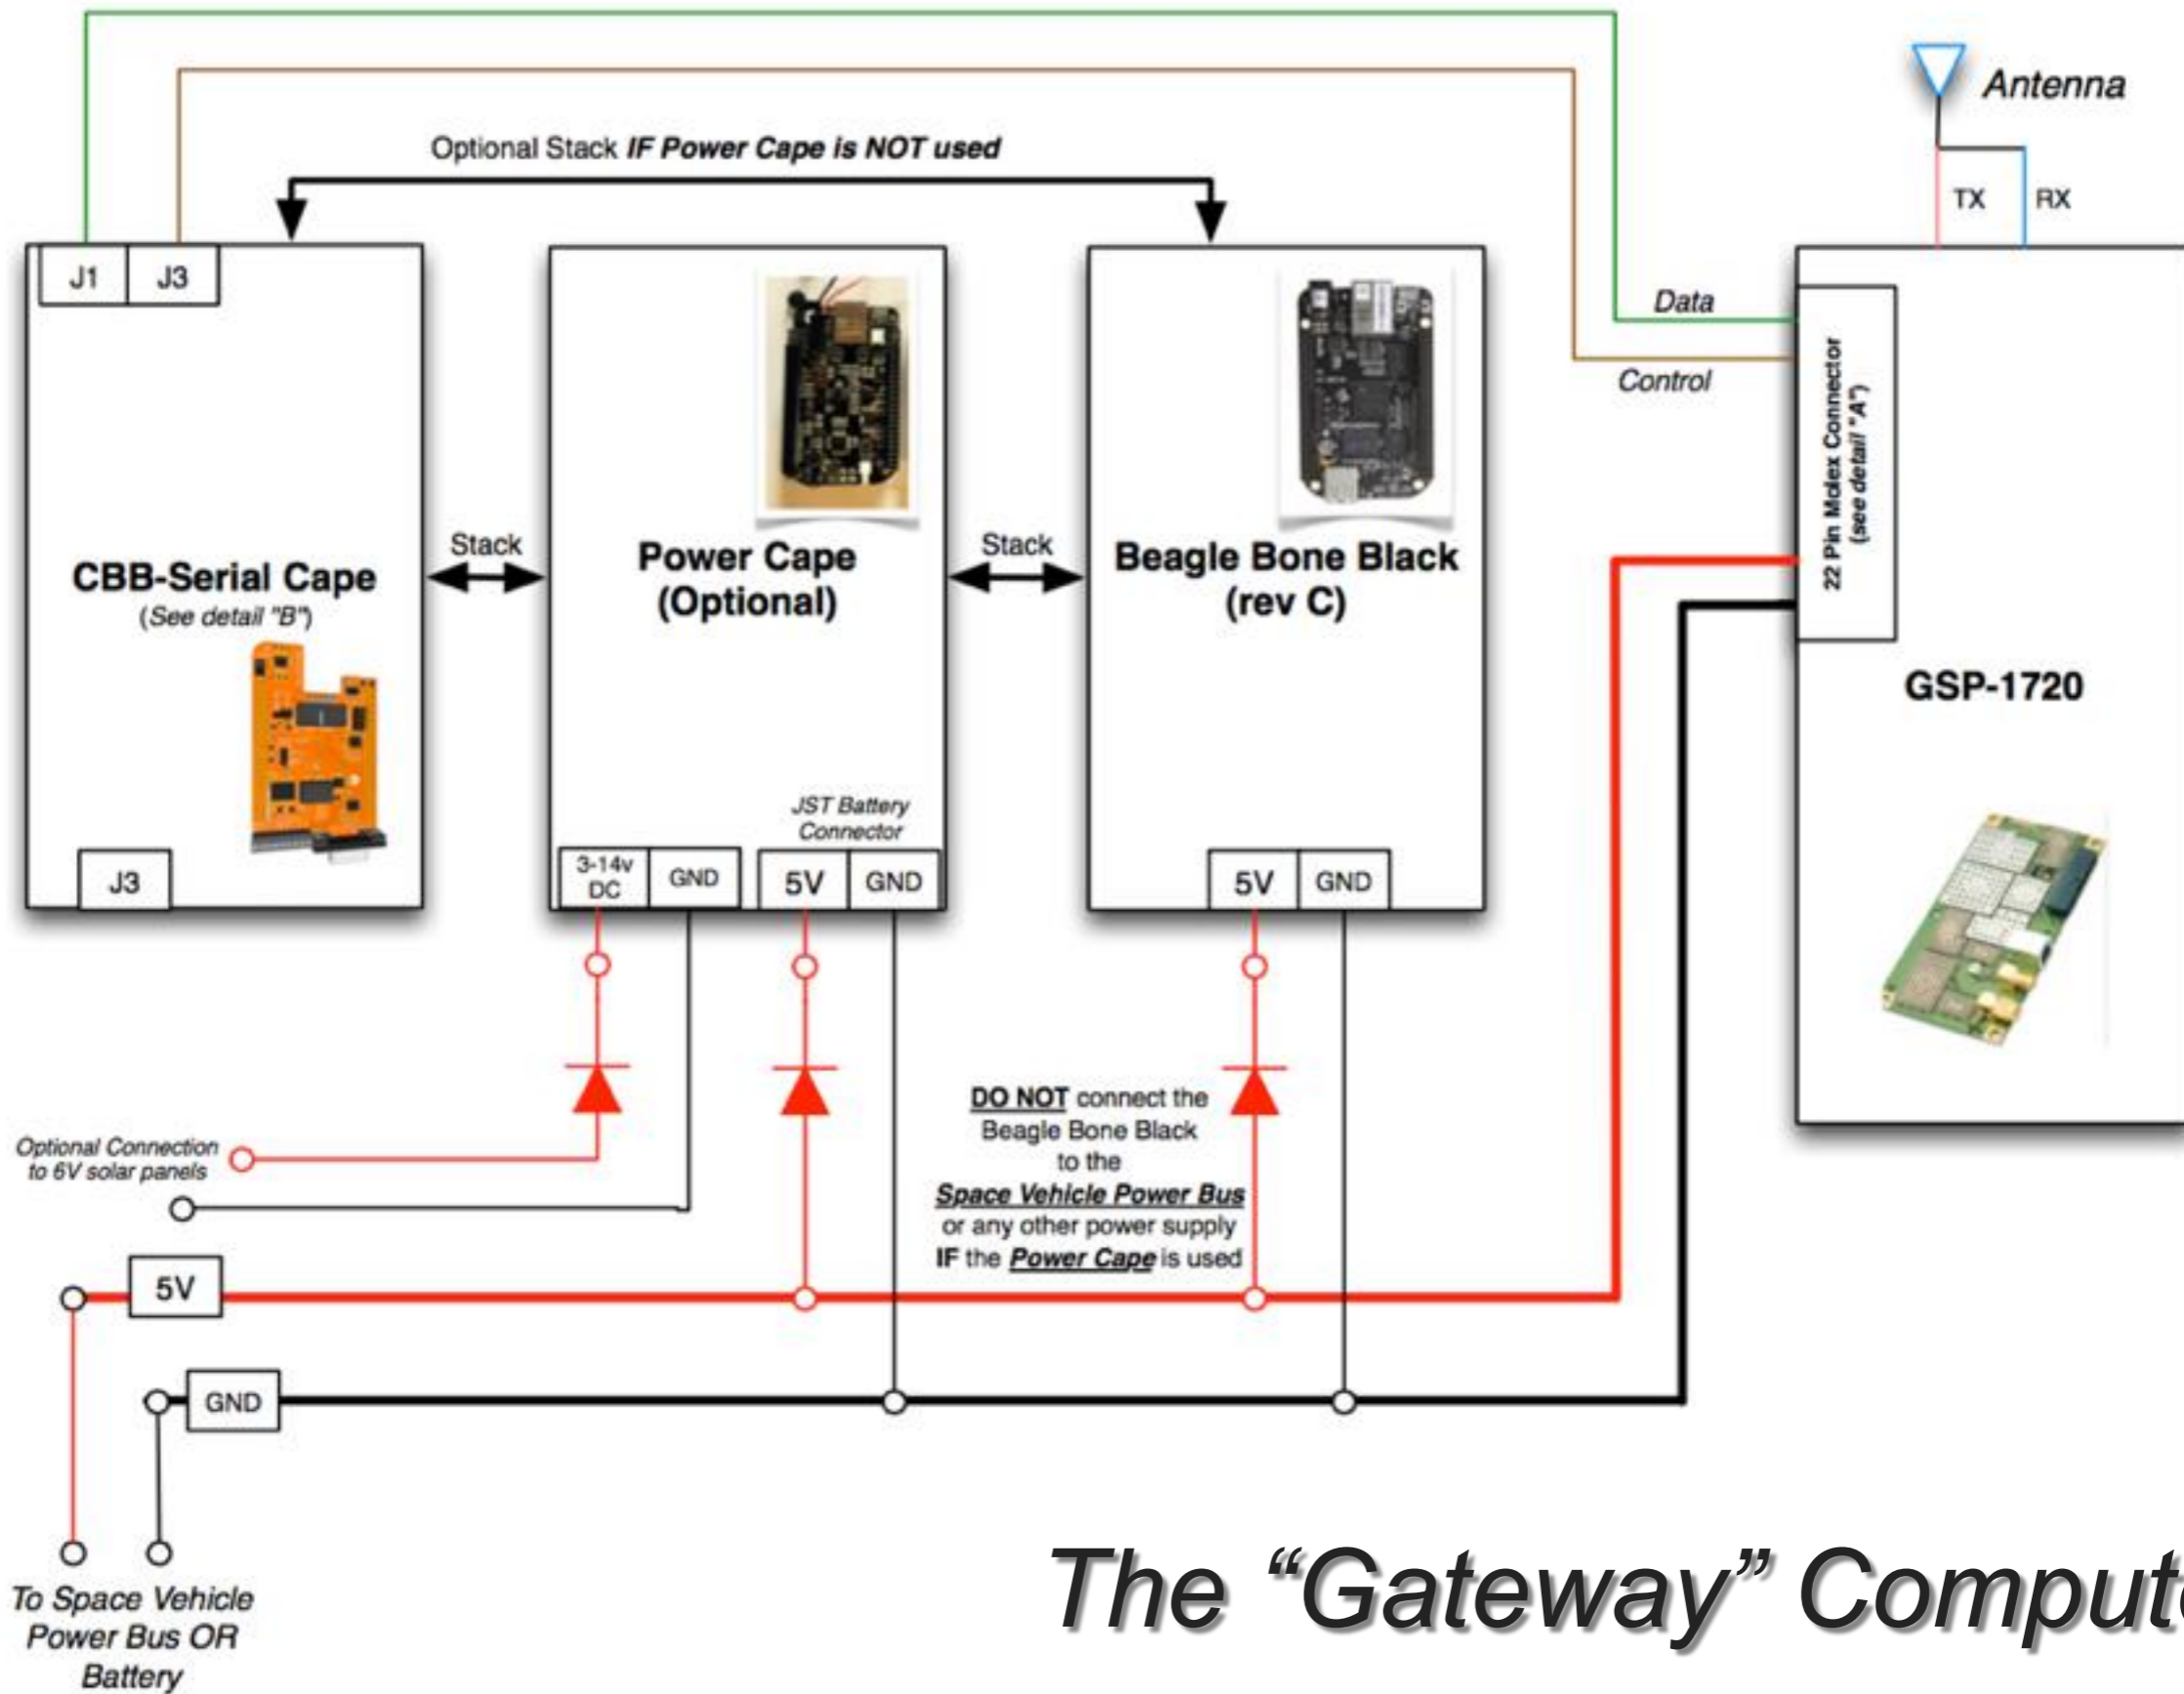 Antenna
Optional Stack IF Power Cape is NOT used
TX
RX
J1
J3
Data
Control
22 Pin Molex Connector
(see detail "A")
Stack
Stack
CBB-Serial Cape
(See detail "B")
Power Cape
(Optional)
Beagle Bone Black
(rev C)
GSP-1720
JST Battery
Connector
J3
3-14v
DC
GND
5V
GND
5V
GND
DO NOT connect the
Beagle Bone Black
to the
Space Vehicle Power Bus
or any other power supply
IF the Power Cape is used
Optional Connection
to 6V solar panels
5V
GND
To Space Vehicle
Power Bus OR
Battery
The “Gateway”